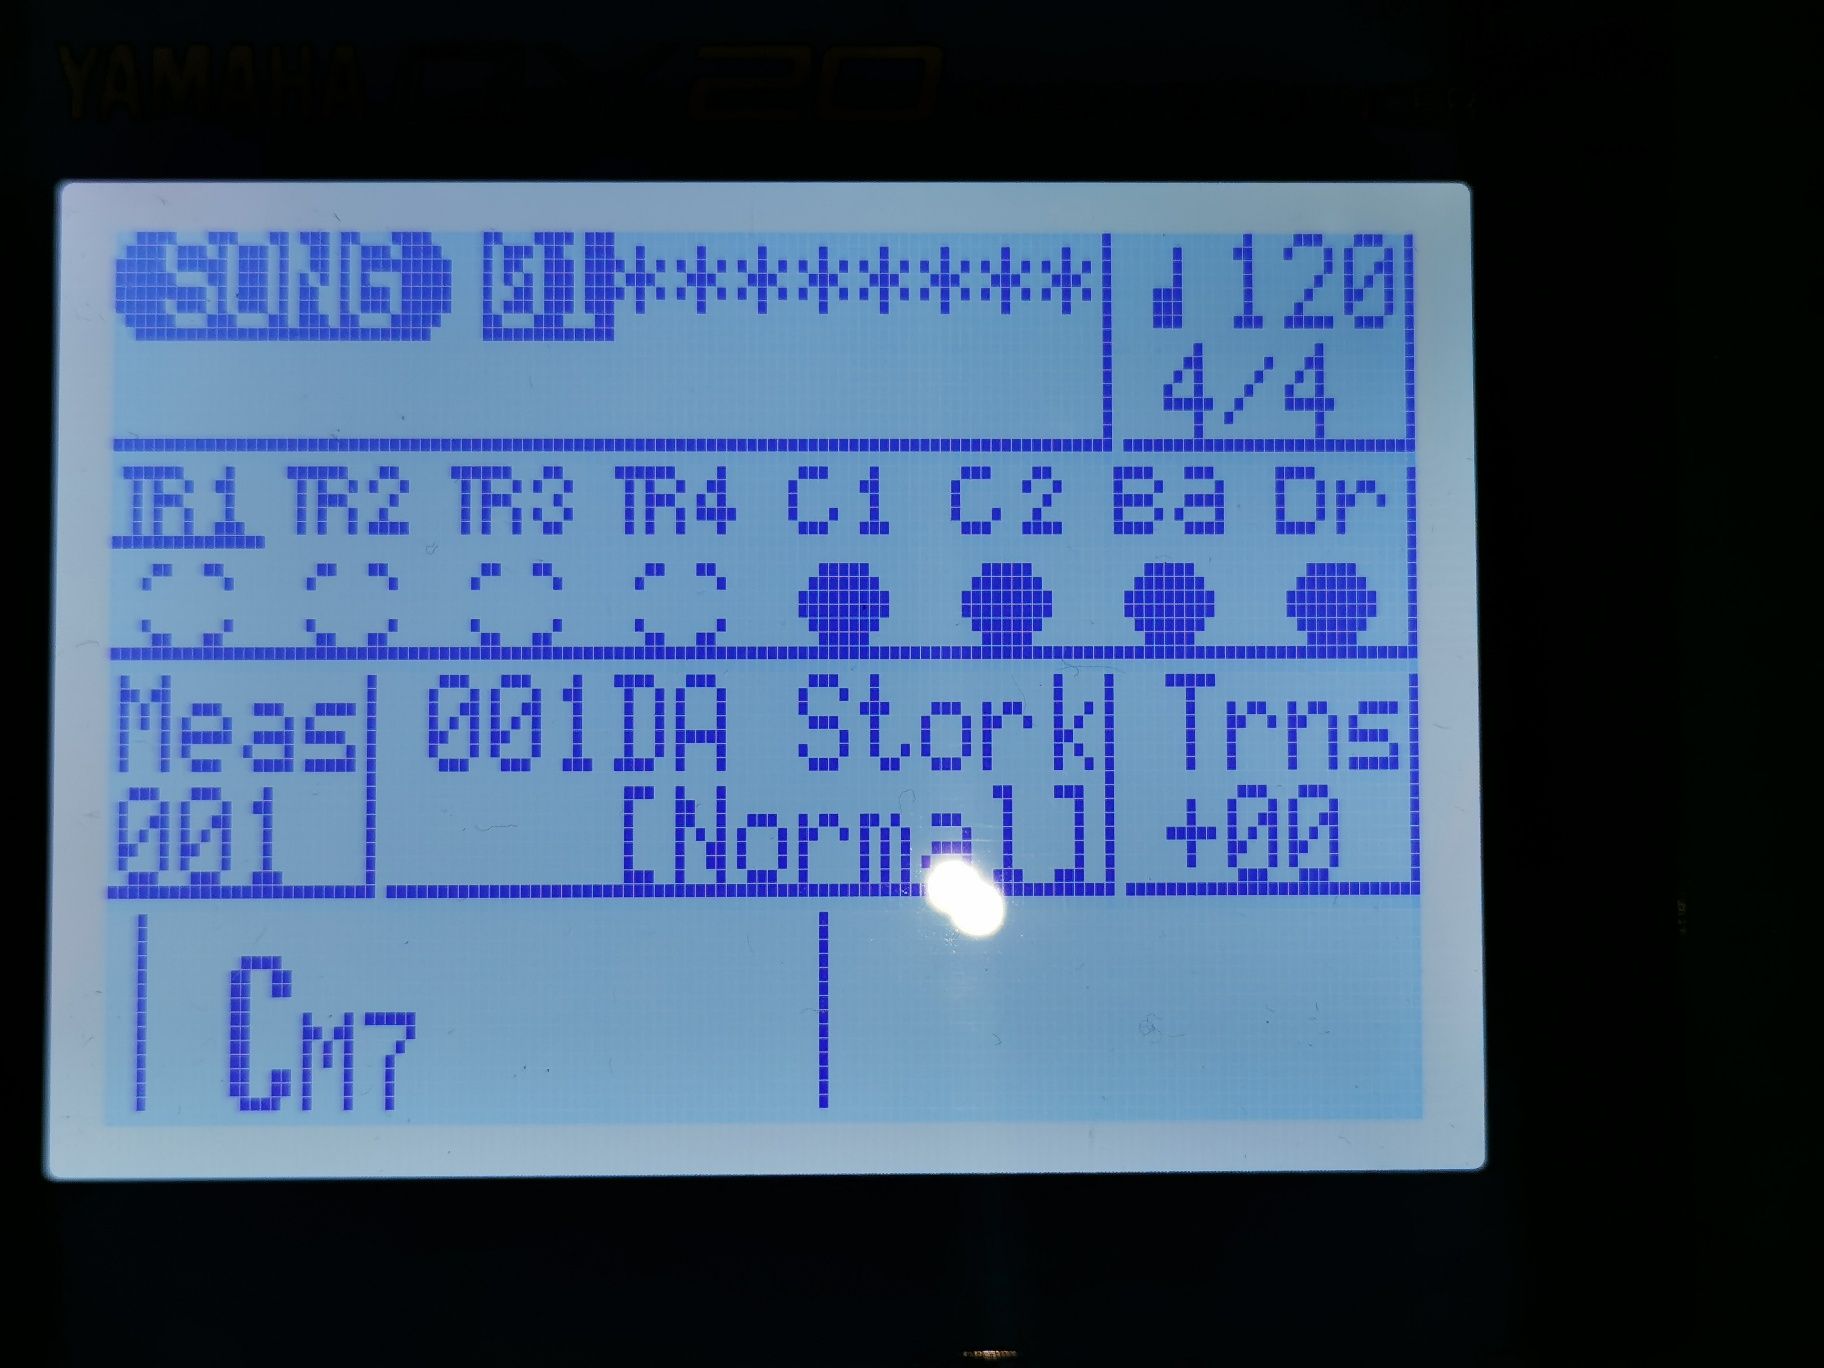 YAMAHA QY20
SONG 01******** ♩120
4/4
TR1 TR2 TR3 TR4 C1 C2 Ba Dr
Meas 001DA Stork Trns
001 [Normal] +00
CM7